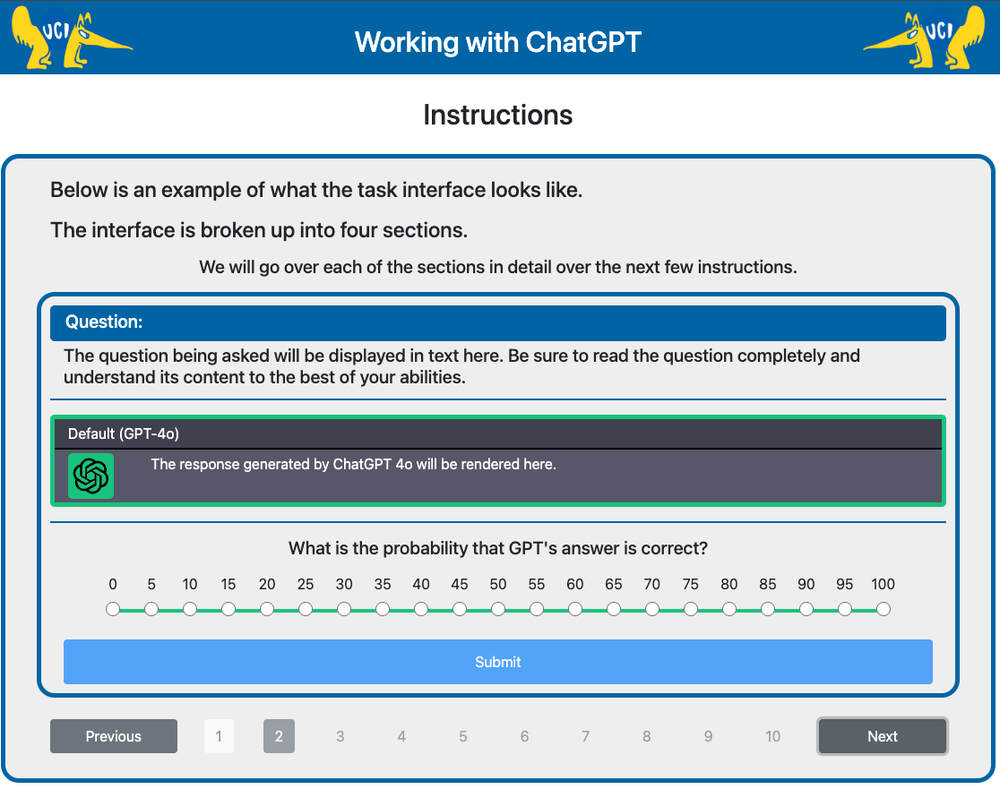 UCI
Working with ChatGPT
UCI
Instructions
Below is an example of what the task interface looks like.
The interface is broken up into four sections.
We will go over each of the sections in detail over the next few instructions.
Question:
The question being asked will be displayed in text here. Be sure to read the question completely and
understand its content to the best of your abilities.
Default (GPT-4o)
The response generated by ChatGPT 4o will be rendered here.
What is the probability that GPT's answer is correct?
0 5 10 15 20 25 30 35 40 45 50 55 60 65 70 75 80 85 90 95 100
Submit
Previous 1 2 3 4 5 6 7 8 9 10 Next